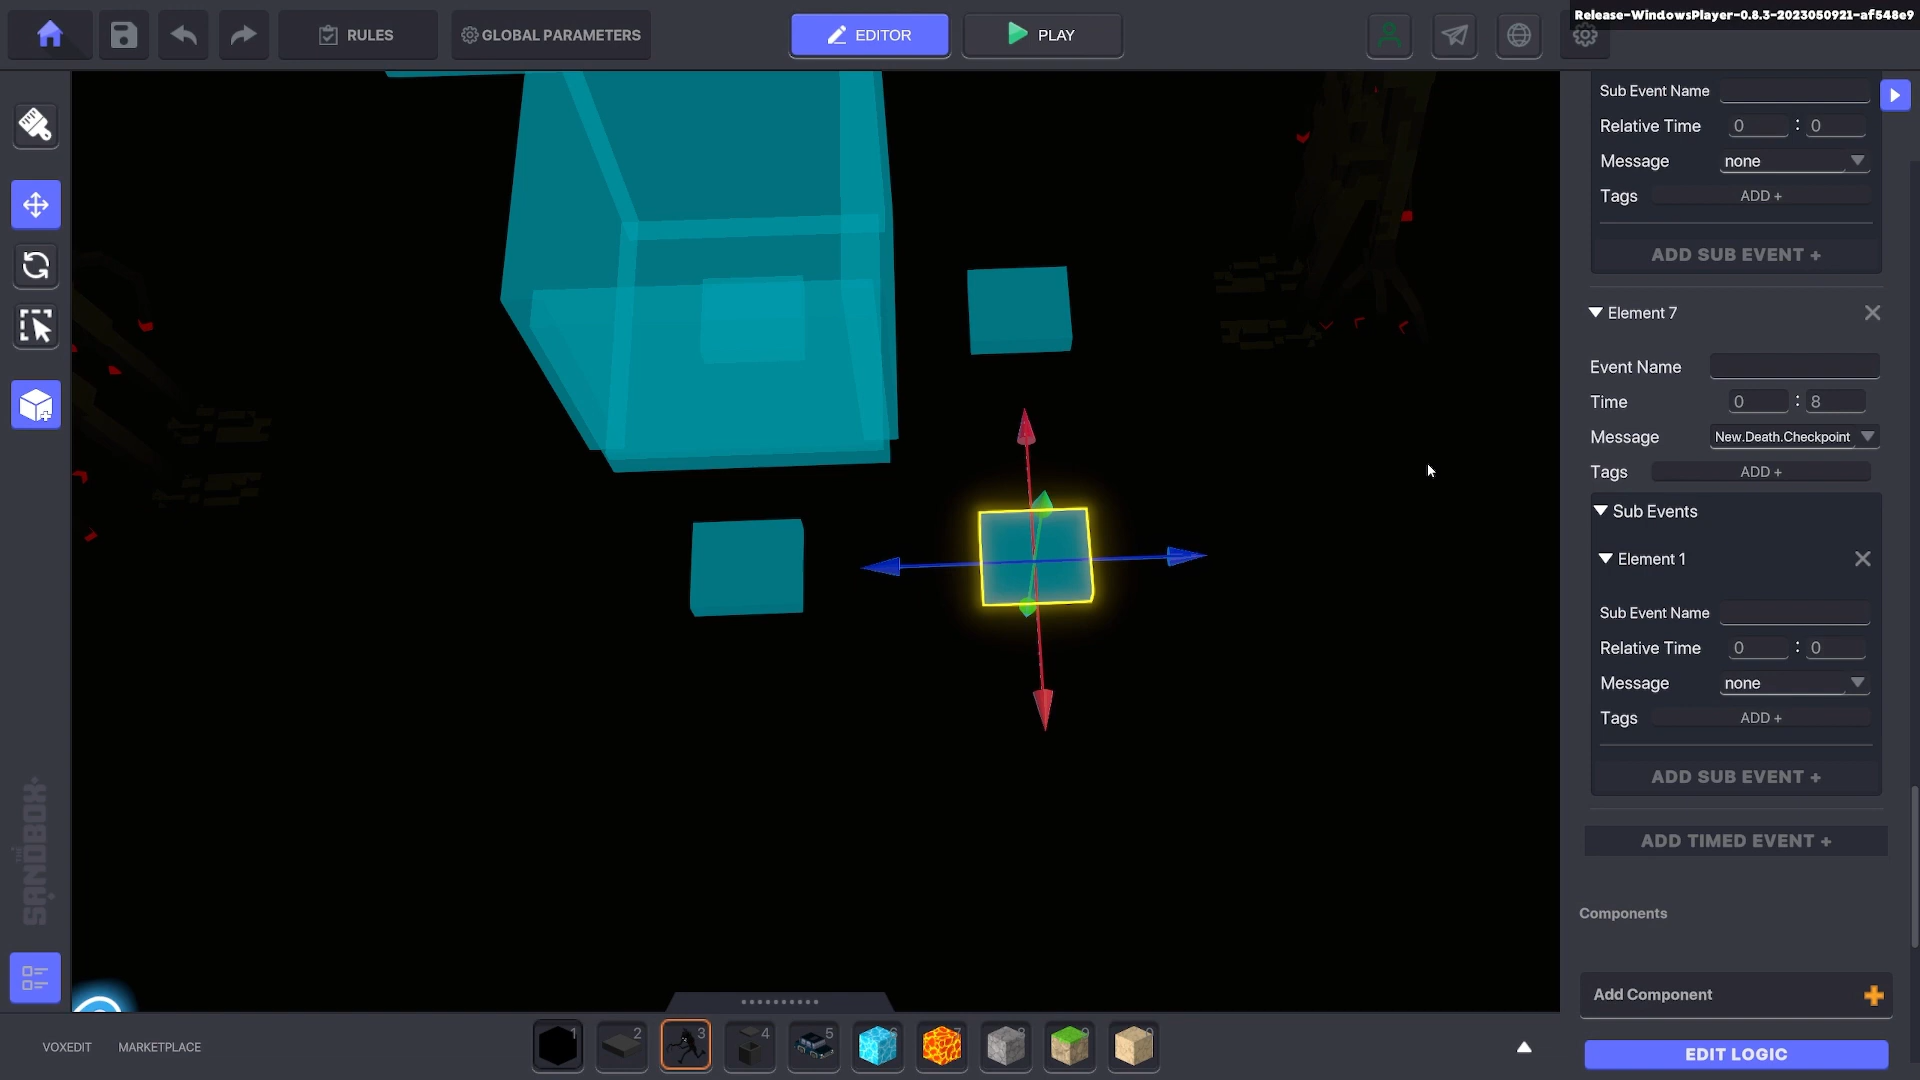 Release-WindowsPlayer-0.8.3-2023050921-af548e9
RULES
GLOBAL PARAMETERS
EDITOR
PLAY
Sub Event Name
Relative Time 0 : 0
Message none
Tags ADD +
ADD SUB EVENT +
Element 7
Event Name
Time 0 : 8
Message New.Death.Checkpoint
Tags ADD +
Sub Events
Element 1
Sub Event Name
Relative Time 0 : 0
Message none
Tags ADD +
ADD SUB EVENT +
ADD TIMED EVENT +
Components
Add Component
EDIT LOGIC
THE SANDBOX
VOXEDIT
MARKETPLACE
1
2
3
4
5